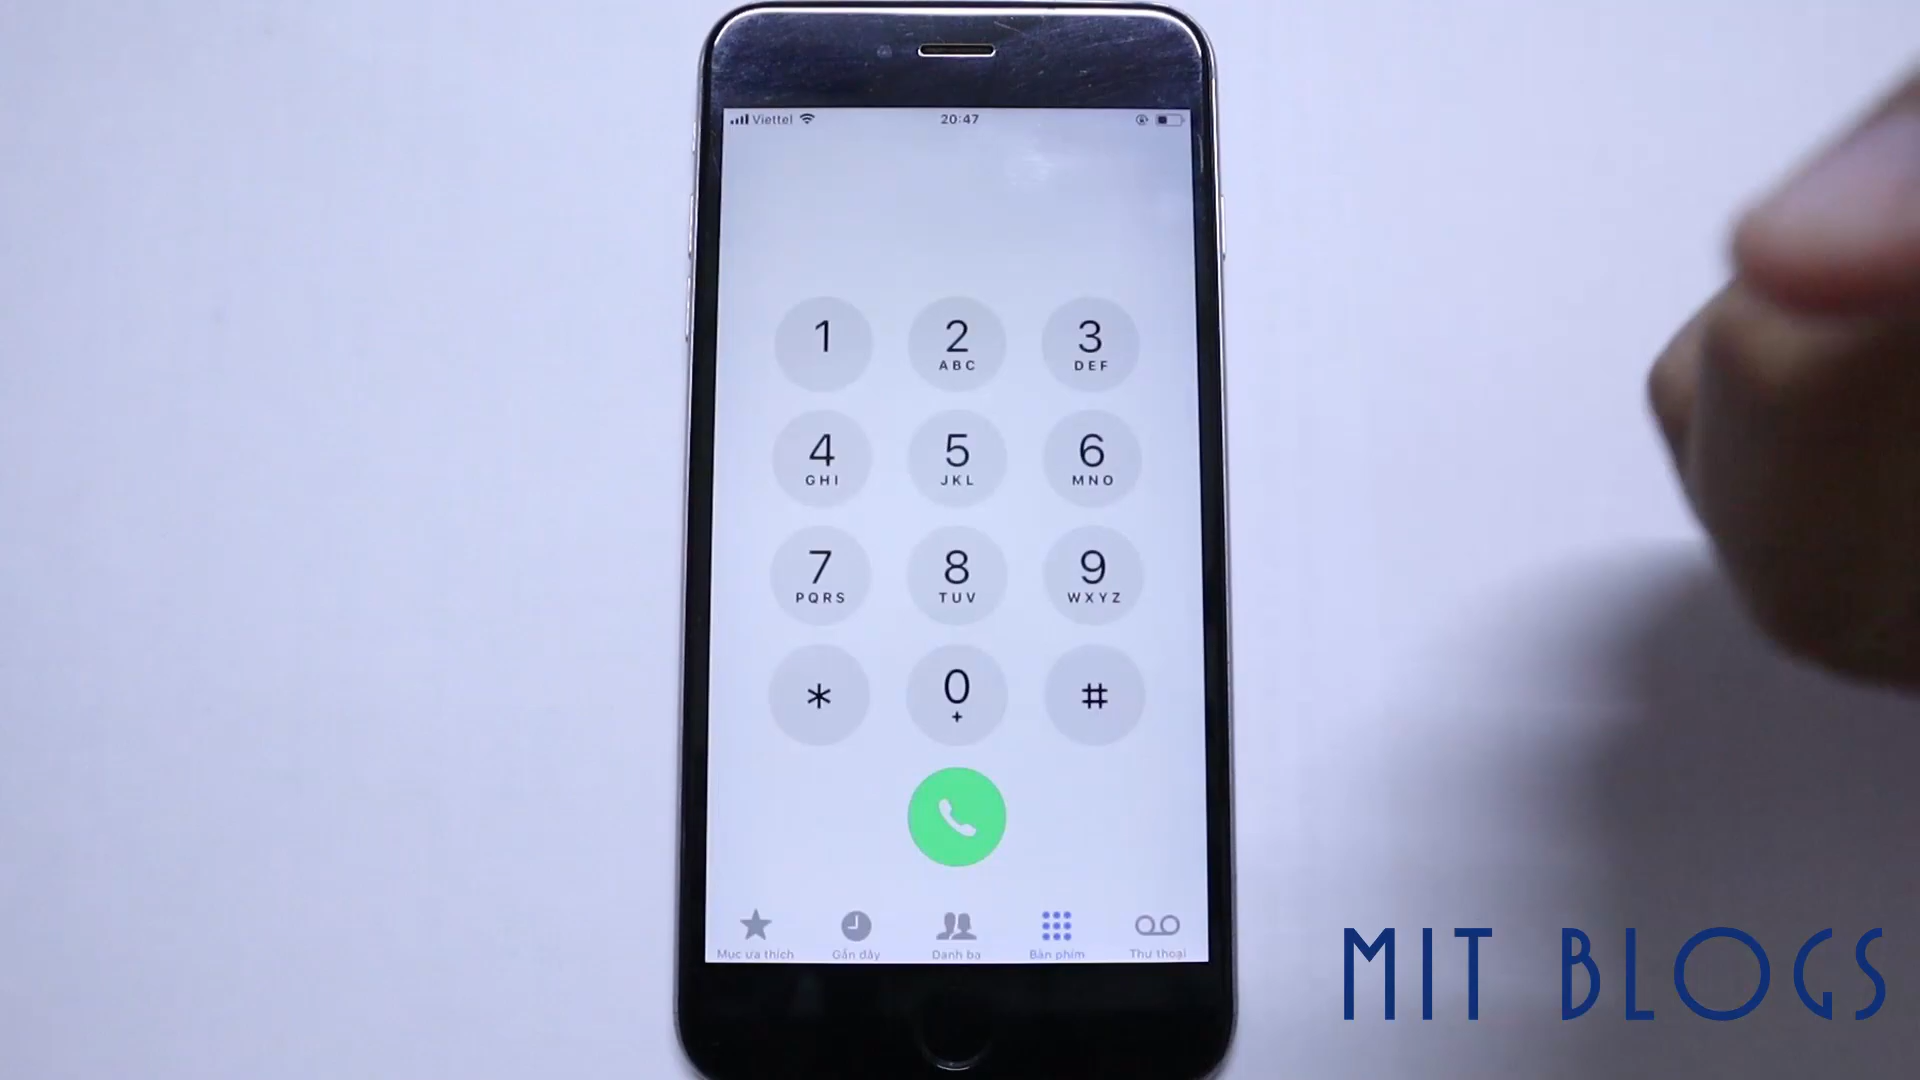 Viettel 20:47
1 2 3
ABC DEF
4 5 6
GHI JKL MNO
7 8 9
PQRS TUV WXYZ
* 0 #
+
Mục ưa thích Gần đây Danh bạ Bàn phím Thư thoại
MIT BLOGS